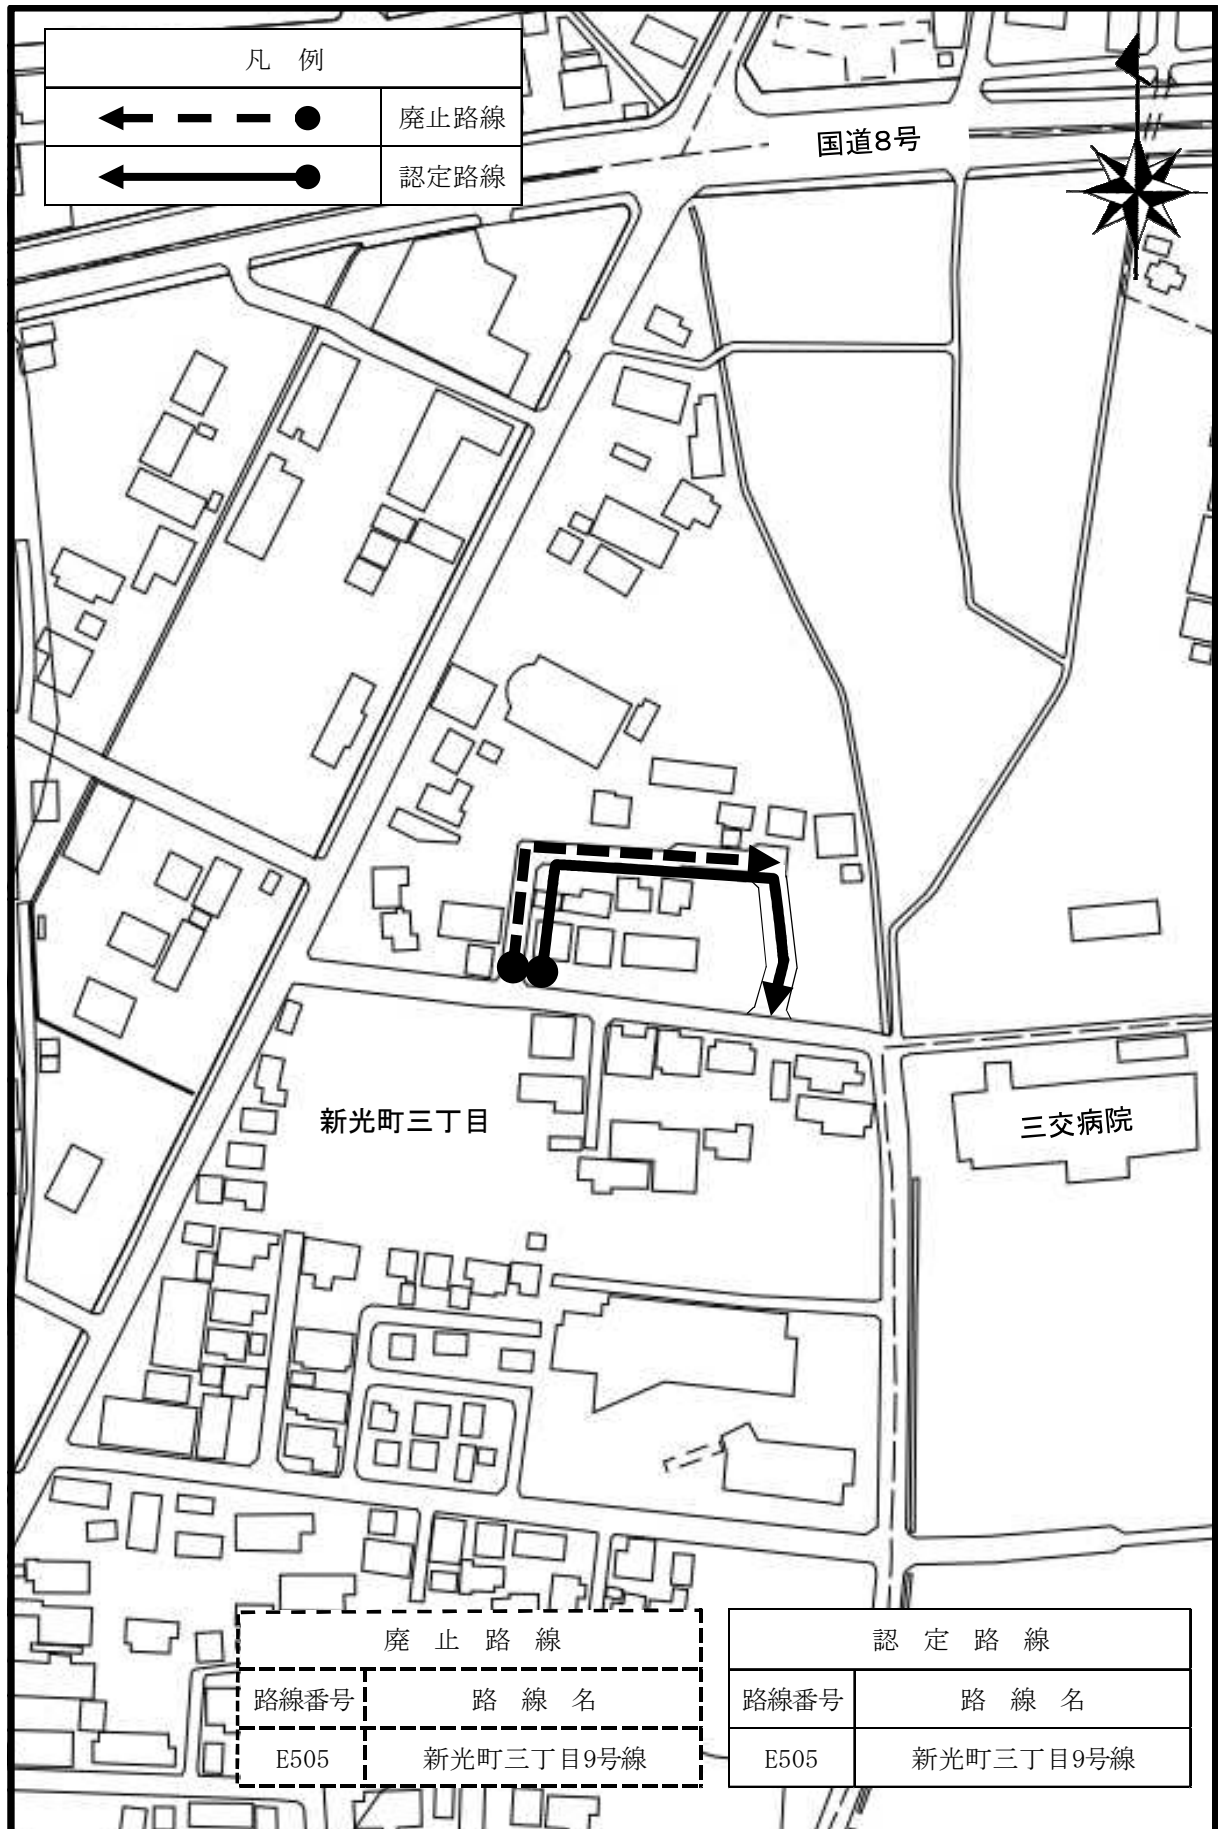 凡 例
廃止路線
認定路線
国道8号
新光町三丁目
三交病院
廃 止 路 線
路線番号 路 線 名
E505 新光町三丁目9号線
認 定 路 線
路線番号 路 線 名
E505 新光町三丁目9号線